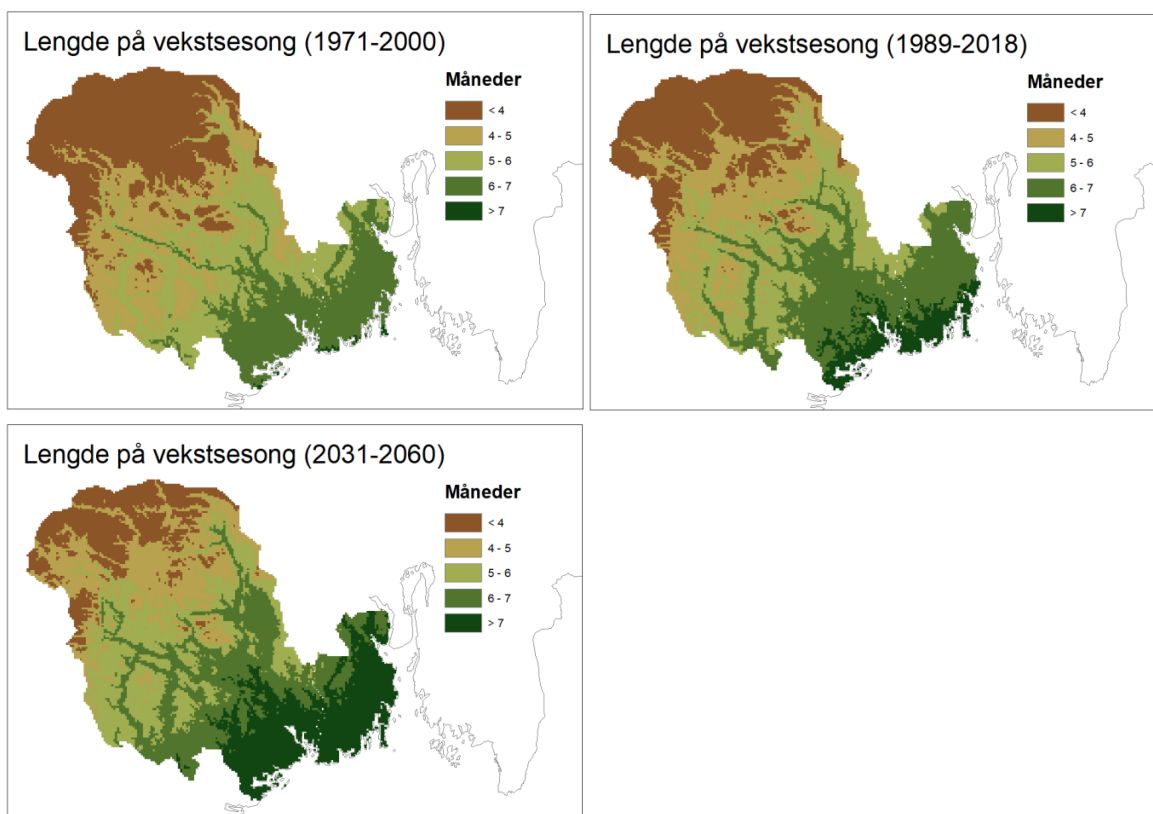 Lengde på vekstsesong (1971-2000)
Måneder
< 4
4 - 5
5 - 6
6 - 7
> 7
Lengde på vekstsesong (1989-2018)
Måneder
< 4
4 - 5
5 - 6
6 - 7
> 7
Lengde på vekstsesong (2031-2060)
Måneder
< 4
4 - 5
5 - 6
6 - 7
> 7